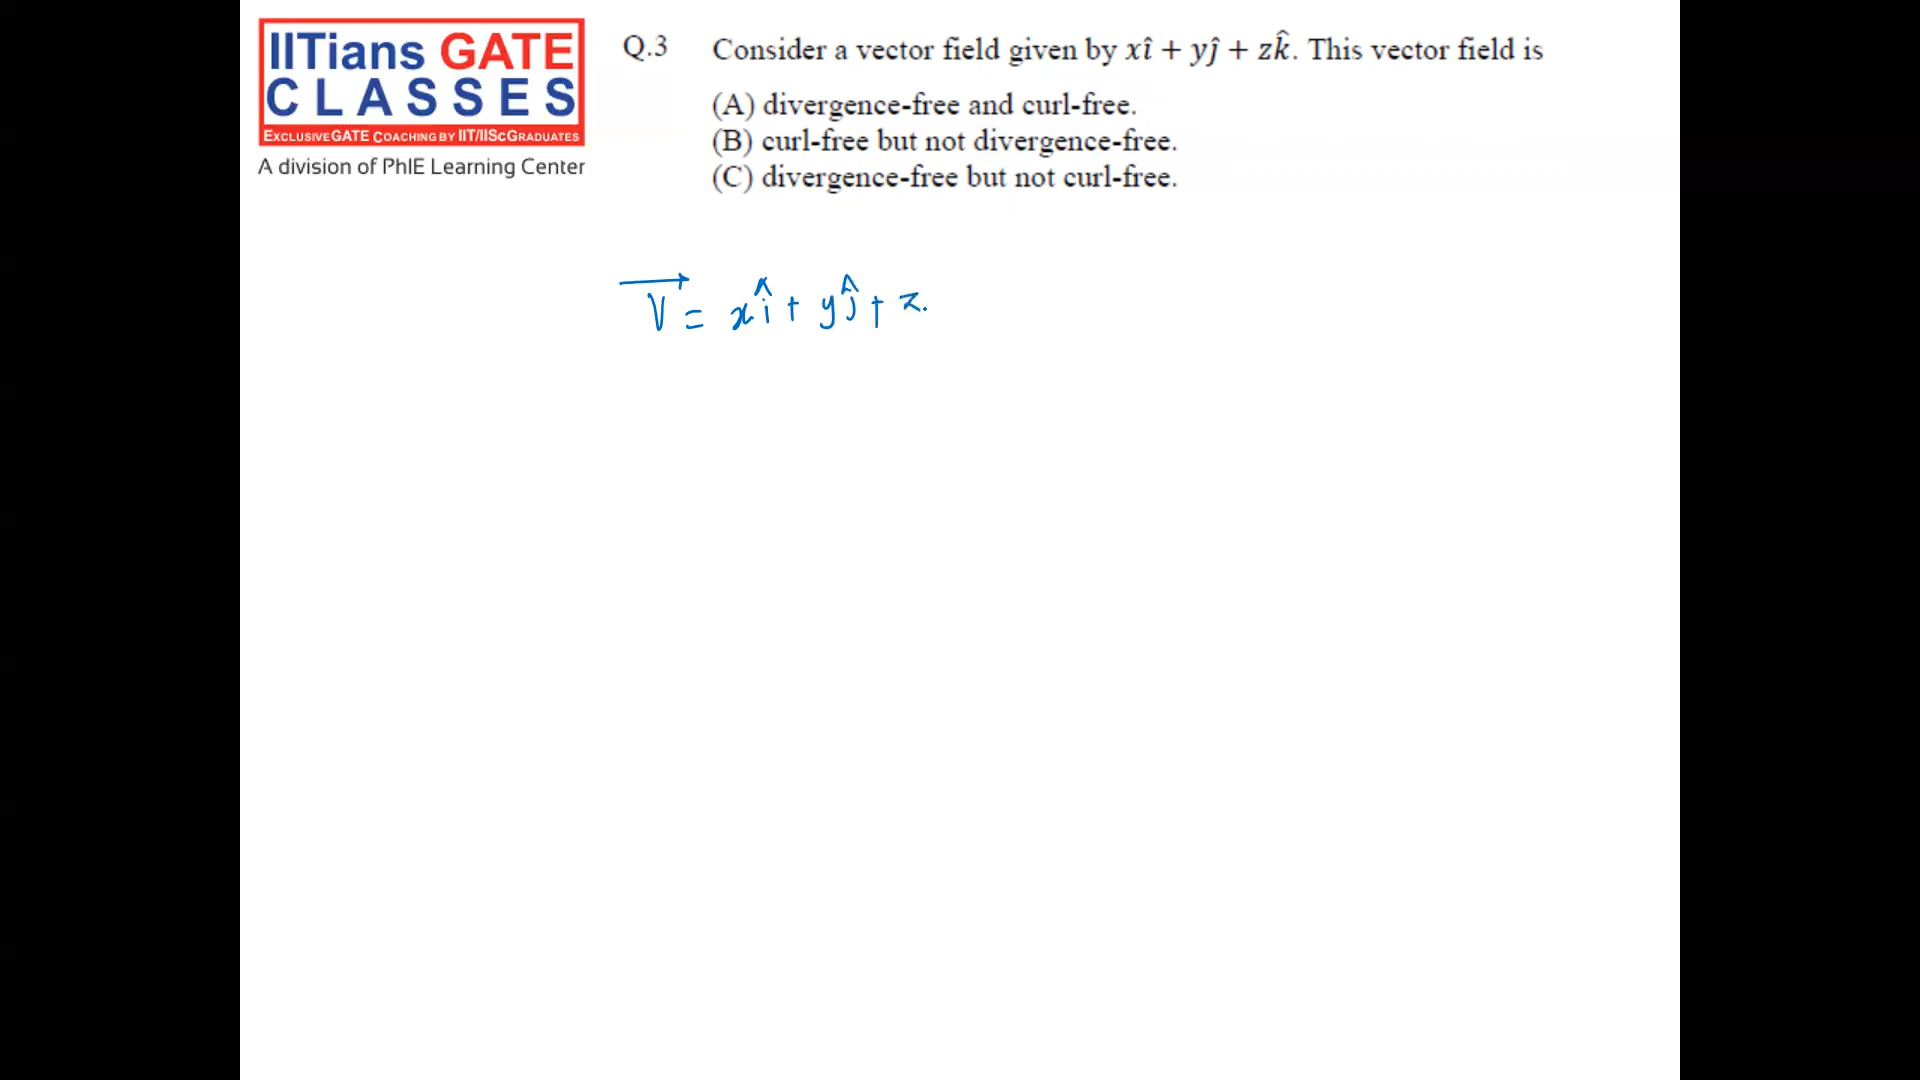 IITians GATE
CLASSES
EXCLUSIVE GATE COACHING BY IIT/IISc GRADUATES
A division of PhIE Learning Center
Q.3 Consider a vector field given by xî + yĵ + zk̂. This vector field is
(A) divergence-free and curl-free.
(B) curl-free but not divergence-free.
(C) divergence-free but not curl-free.
V⃗ = xî + yĵ + z.